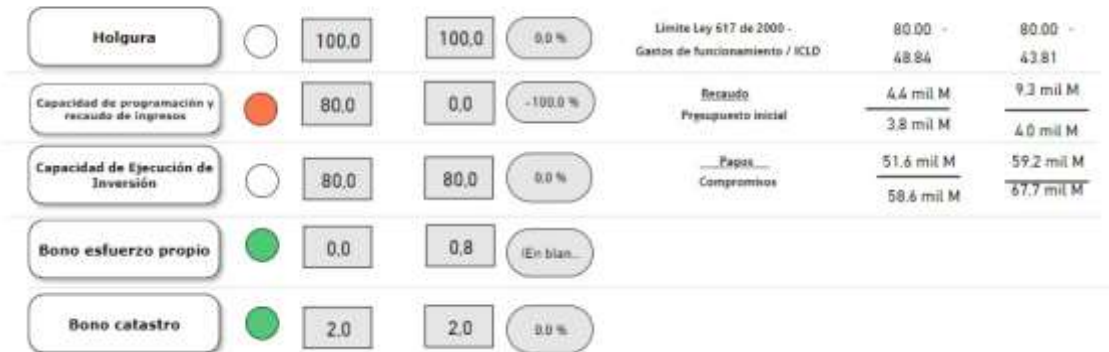 Holgura
100,0
100,0
0,0 %
Límite Ley 617 de 2000 -
Gastos de funcionamiento / ICLD
80.00 -
48.84
80.00 -
43.81
Capacidad de programación y
recaudo de ingresos
80,0
0,0
-100,0 %
Recaudo
Presupuesto inicial
4,4 mil M
3,8 mil M
9,3 mil M
4,0 mil M
Capacidad de Ejecución de
Inversión
80,0
80,0
0,0 %
Pagos
Compromisos
51.6 mil M
58.6 mil M
59.2 mil M
67.7 mil M
Bono esfuerzo propio
0,0
0,8
(En blan...
Bono catastro
2,0
2,0
0,0 %